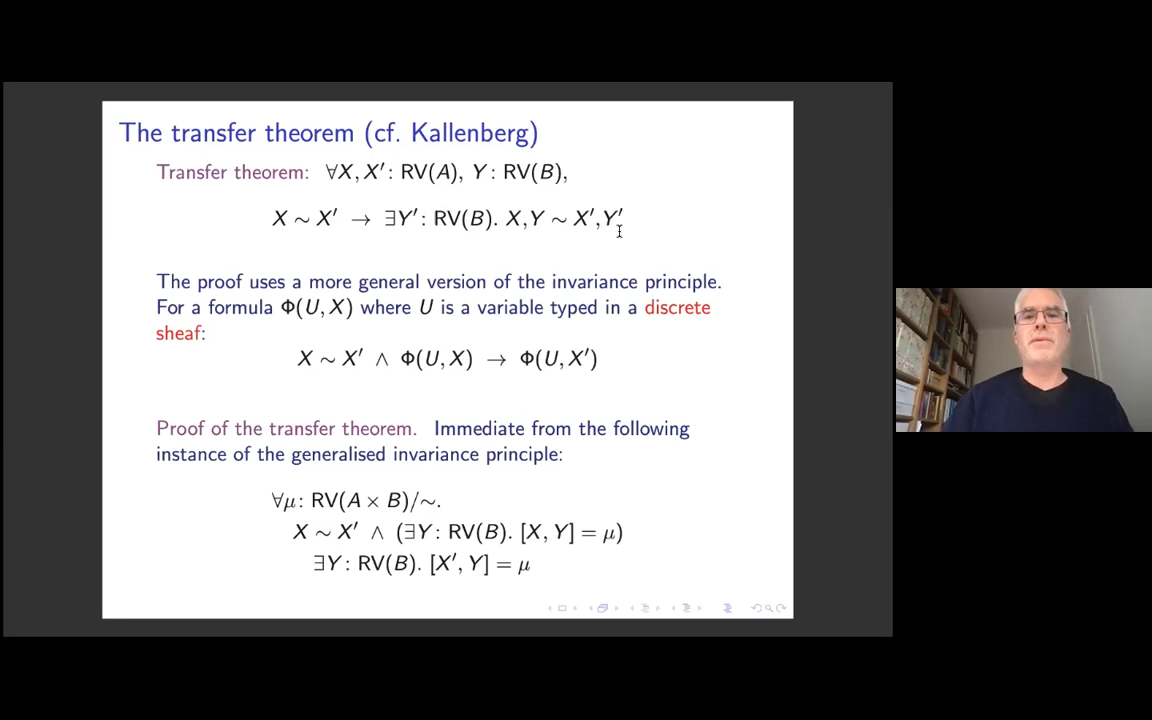 The transfer theorem (cf. Kallenberg)
Transfer theorem: ∀X, X′ : RV(A), Y : RV(B),
X ∼ X′ → ∃Y′ : RV(B). X,Y ∼ X′,Y′
The proof uses a more general version of the invariance principle.
For a formula Φ(U, X) where U is a variable typed in a discrete
sheaf:
X ∼ X′ ∧ Φ(U, X) → Φ(U, X′)
Proof of the transfer theorem. Immediate from the following
instance of the generalised invariance principle:
∀μ : RV(A × B)/∼.
X ∼ X′ ∧ (∃Y : RV(B). [X, Y] = μ)
∃Y : RV(B). [X′, Y] = μ